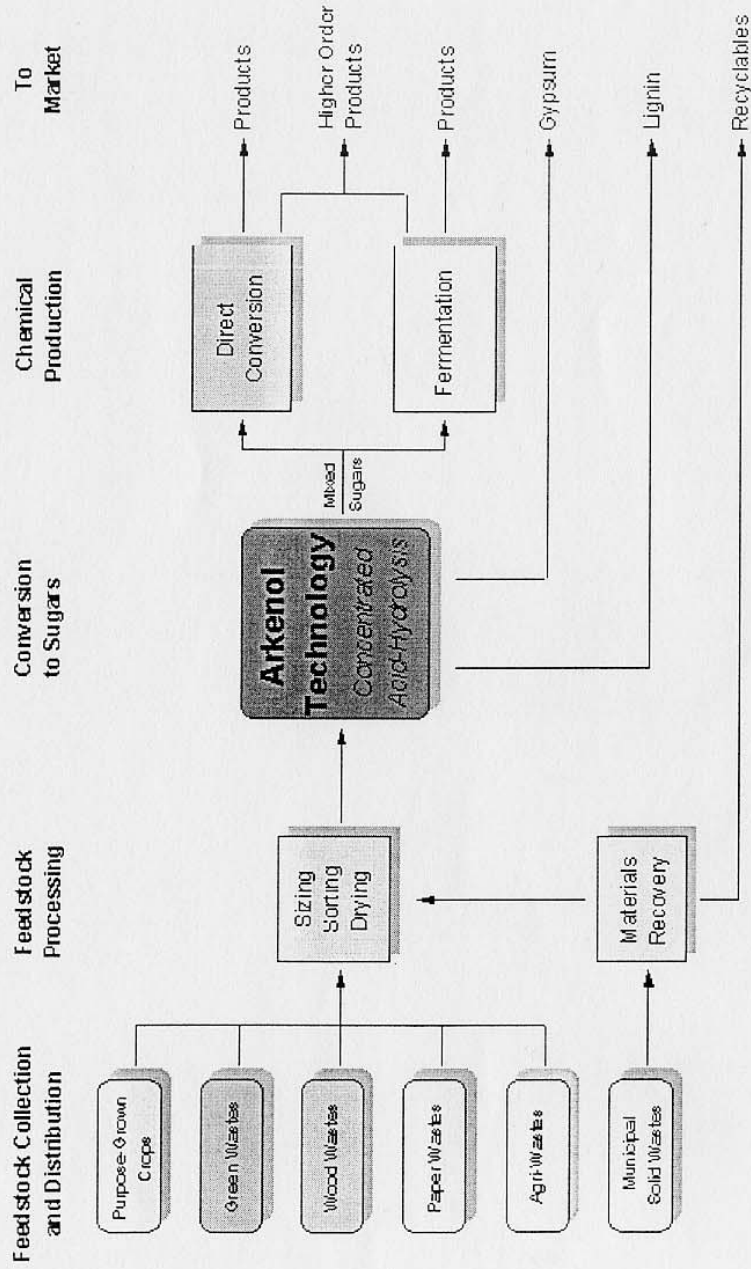 Feedstock Collection
and Distribution
Feedstock
Processing
Conversion
to Sugars
Chemical
Production
To
Market
Purpose-Grown
Crops
Green Wastes
Wood Wastes
Paper Wastes
Agri-Wastes
Municipal
Solid Wastes
Sizing
Sorting
Drying
Materials
Recovery
Arkenol
Technology
Concentrated
Acid-Hydrolysis
Mixed
Sugars
Direct
Conversion
Fermentation
Products
Higher Order
Products
Products
Gypsum
Lignin
Recyclables